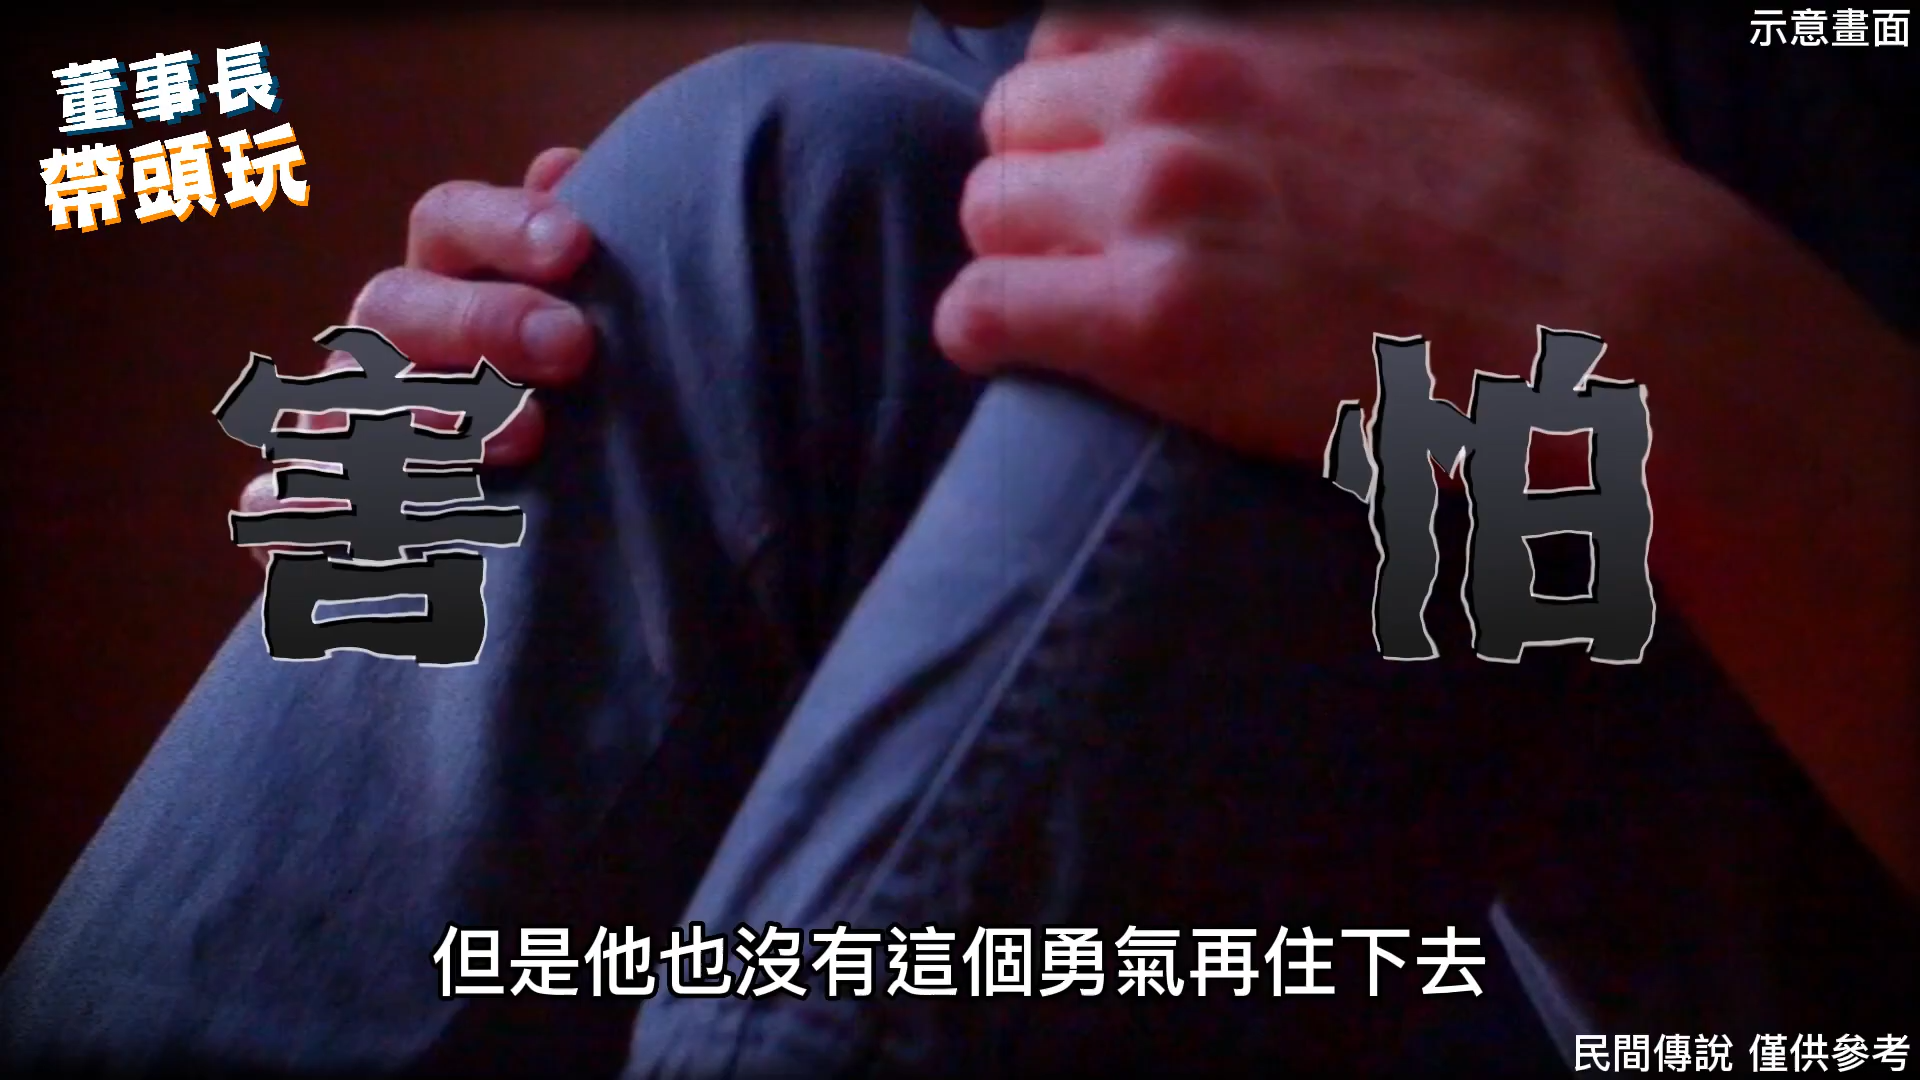 示意畫面
董事長
帶頭玩
害怕
但是他也沒有這個勇氣再住下去
民間傳說 僅供參考